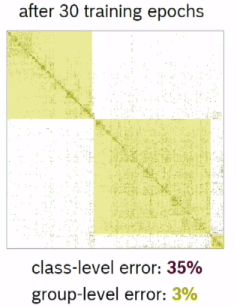 after 30 training epochs
class-level error: 35%
group-level error: 3%